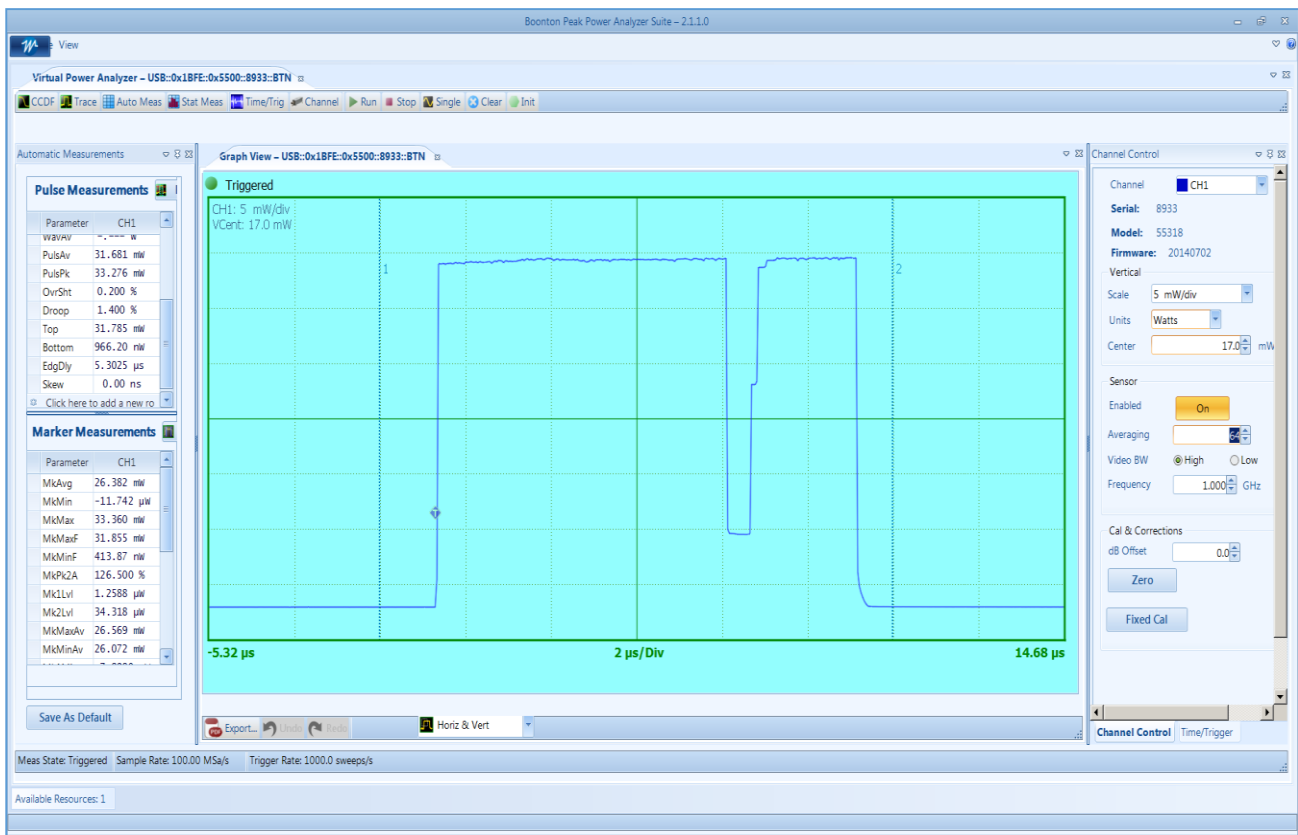 Boonton Peak Power Analyzer Suite – 2.1.1.0
View
Virtual Power Analyzer – USB::0x1BFE::0x5500::8933::BTN
CCDF Trace Auto Meas Stat Meas Time/Trig Channel Run Stop Single Clear Init
Automatic Measurements
Pulse Measurements
Parameter CH1
WavAv -.--- W
PulsAv 31.681 mW
PulsPk 33.276 mW
OvrSht 0.200 %
Droop 1.400 %
Top 31.785 mW
Bottom 966.20 nW
EdgDly 5.3025 µs
Skew 0.00 ns
Click here to add a new ro
Marker Measurements
Parameter CH1
MkAvg 26.382 mW
MkMin -11.742 µW
MkMax 33.360 mW
MkMaxF 31.855 mW
MkMinF 413.87 nW
MkPk2A 126.500 %
Mk1Lvl 1.2588 µW
Mk2Lvl 34.318 µW
MkMaxAv 26.569 mW
MkMinAv 26.072 mW
Save As Default
Graph View – USB::0x1BFE::0x5500::8933::BTN
Triggered
CH1: 5 mW/div
VCent: 17.0 mW
1
2
T
-5.32 µs 2 µs/Div 14.68 µs
Export... Undo Redo Horiz & Vert
Channel Control
Channel CH1
Serial: 8933
Model: 55318
Firmware: 20140702
Vertical
Scale 5 mW/div
Units Watts
Center 17.0 mW
Sensor
Enabled On
Averaging 64
Video BW High Low
Frequency 1.000 GHz
Cal & Corrections
dB Offset 0.0
Zero
Fixed Cal
Channel Control Time/Trigger
Meas State: Triggered Sample Rate: 100.00 MSa/s Trigger Rate: 1000.0 sweeps/s
Available Resources: 1